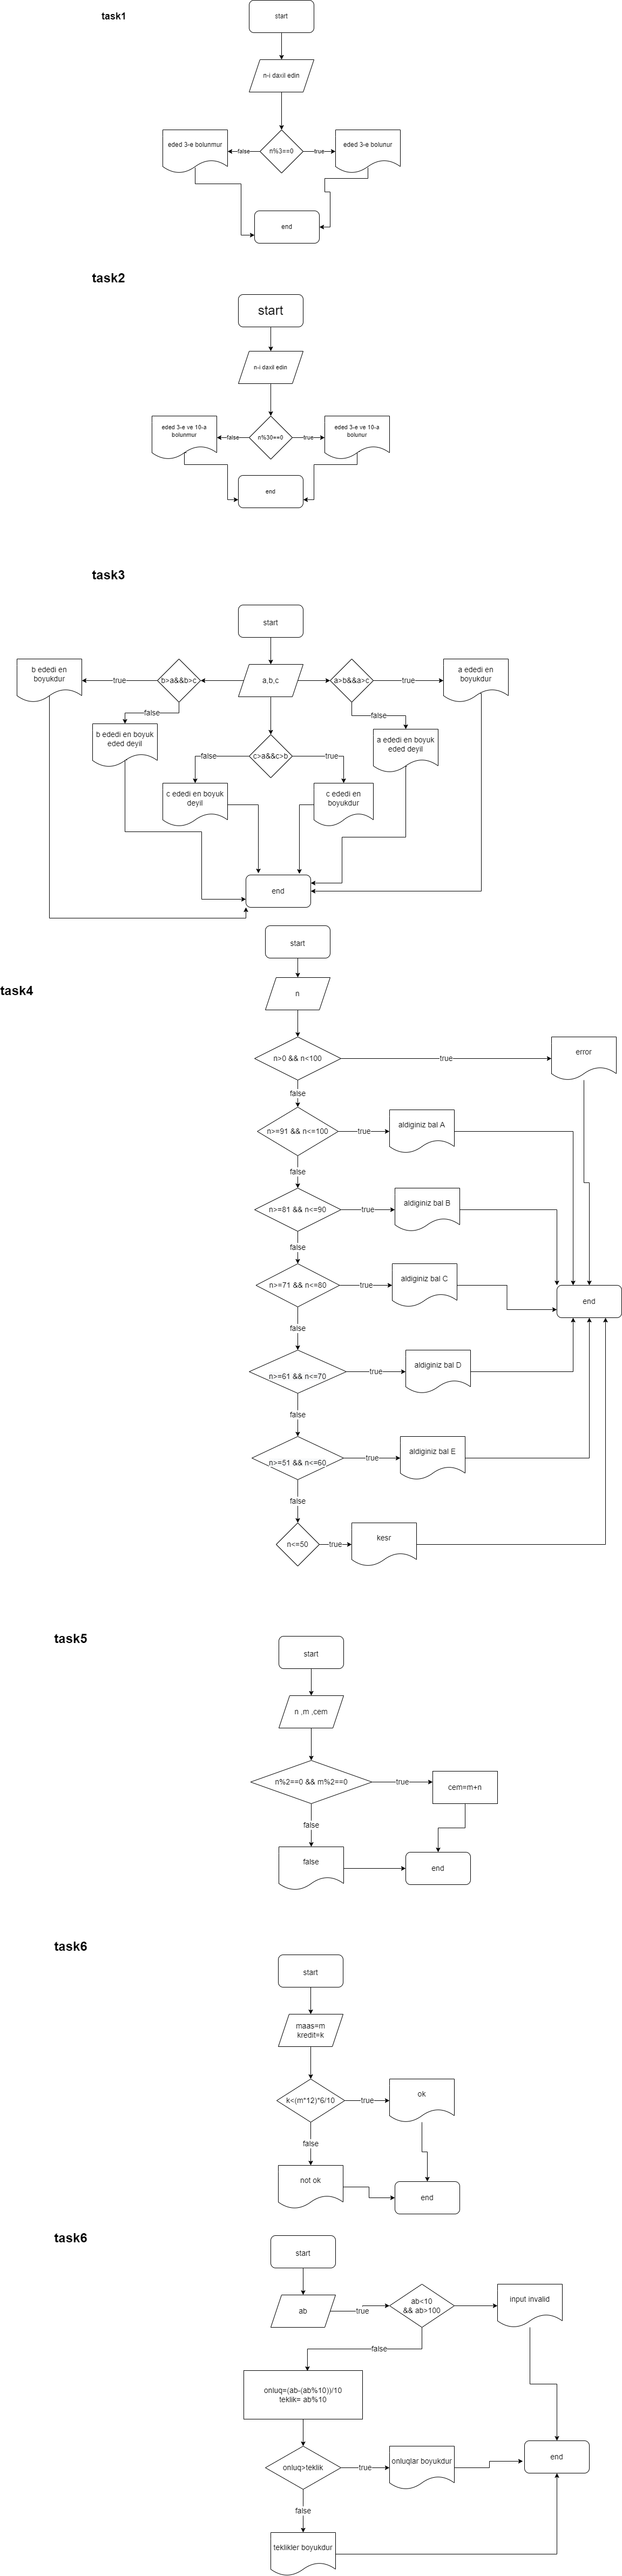 task1
start
n-i daxil edin
eded 3-e bolunmur
false
n%3==0
true
eded 3-e bolunur
end
task2
start
n-i daxil edin
eded 3-e ve 10-a
bolunmur
false
n%30==0
true
eded 3-e ve 10-a
bolunur
end
task3
start
b ededi en
boyukdur
true
b>a&&b>c
a,b,c
a>b&&a>c
true
a ededi en
boyukdur
false
false
b ededi en boyuk
eded deyil
a ededi en boyuk
eded deyil
false
c>a&&c>b
true
c ededi en boyuk
deyil
c ededi en
boyukdur
end
start
task4
n
n>0 && n<100
true
error
false
n>=91 && n<=100
true
aldiginiz bal A
false
n>=81 && n<=90
true
aldiginiz bal B
false
n>=71 && n<=80
true
aldiginiz bal C
end
false
n>=61 && n<=70
true
aldiginiz bal D
false
n>=51 && n<=60
true
aldiginiz bal E
false
n<=50
true
kesr
task5
start
n ,m ,cem
n%2==0 && m%2==0
true
cem=m+n
false
false
end
task6
start
maas=m
kredit=k
k<(m*12)*6/10
true
ok
false
not ok
end
task6
start
ab
true
ab<10
&& ab>100
input invalid
false
onluq=(ab-(ab%10))/10
teklik= ab%10
onluq>teklik
true
onluqlar boyukdur
end
false
teklikler boyukdur